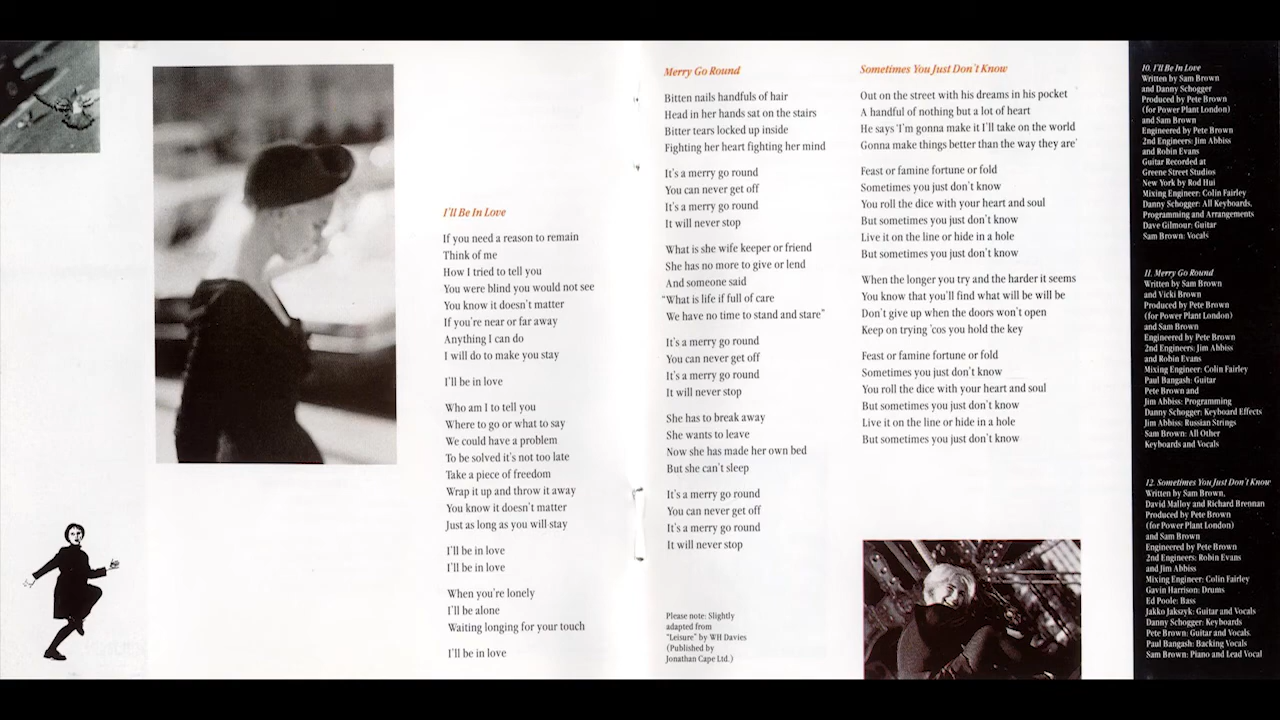 I'll Be In Love
If you need a reason to remain
Think of me
How I tried to tell you
You were blind you would not see
You know it doesn't matter
If you're near or far away
Anything I can do
I will do to make you stay
I'll be in love
Who am I to tell you
Where to go or what to say
We could have a problem
To be solved it's not too late
Take a piece of freedom
Wrap it up and throw it away
You know it doesn't matter
Just as long as you will stay
I'll be in love
I'll be in love
When you're lonely
I'll be alone
Waiting longing for your touch
I'll be in love
Merry Go Round
Bitten nails handfuls of hair
Head in her hands sat on the stairs
Bitter tears locked up inside
Fighting her heart fighting her mind
It's a merry go round
You can never get off
It's a merry go round
It will never stop
What is she wife keeper or friend
She has no more to give or lend
And someone said
"What is life if full of care
We have no time to stand and stare"
It's a merry go round
You can never get off
It's a merry go round
It will never stop
She has to break away
She wants to leave
Now she has made her own bed
But she can't sleep
It's a merry go round
You can never get off
It's a merry go round
It will never stop
Please note: Slightly
adapted from
"Leisure" by WH Davies
(Published by
Jonathan Cape Ltd.)
Sometimes You Just Don't Know
Out on the street with his dreams in his pocket
A handful of nothing but a lot of heart
He says 'I'm gonna make it I'll take on the world
Gonna make things better than the way they are'
Feast or famine fortune or fold
Sometimes you just don't know
You roll the dice with your heart and soul
But sometimes you just don't know
Live it on the line or hide in a hole
But sometimes you just don't know
When the longer you try and the harder it seems
You know that you'll find what will be will be
Don't give up when the doors won't open
Keep on trying 'cos you hold the key
Feast or famine fortune or fold
Sometimes you just don't know
You roll the dice with your heart and soul
But sometimes you just don't know
Live it on the line or hide in a hole
But sometimes you just don't know
10. I'll Be In Love
Written by Sam Brown
and Danny Schogger
Produced by Pete Brown
(for Power Plant London)
and Sam Brown
Engineered by Pete Brown
2nd Engineers: Jim Abbiss
and Robin Evans
Guitar Recorded at
Greene Street Studios
New York by Rod Hui
Mixing Engineer: Colin Fairley
Danny Schogger: All Keyboards,
Programming and Arrangements
Dave Gilmour: Guitar
Sam Brown: Vocals
11. Merry Go Round
Written by Sam Brown
and Vicki Brown
Produced by Pete Brown
(for Power Plant London)
and Sam Brown
Engineered by Pete Brown
2nd Engineers: Jim Abbiss
and Robin Evans
Mixing Engineer: Colin Fairley
Paul Bangash: Guitar
Pete Brown and
Jim Abbiss: Programming
Danny Schogger: Keyboard Effects
Jim Abbiss: Russian Strings
Sam Brown: All Other
Keyboards and Vocals
12. Sometimes You Just Don't Know
Written by Sam Brown,
David Malloy and Richard Brennan
Produced by Pete Brown
(for Power Plant London)
and Sam Brown
Engineered by Pete Brown
2nd Engineers: Robin Evans
and Jim Abbiss
Mixing Engineer: Colin Fairley
Gavin Harrison: Drums
Ed Poole: Bass
Jakko Jakszyk: Guitar and Vocals
Danny Schogger: Keyboards
Pete Brown: Guitar and Vocals.
Paul Bangash: Backing Vocals
Sam Brown: Piano and Lead Vocal